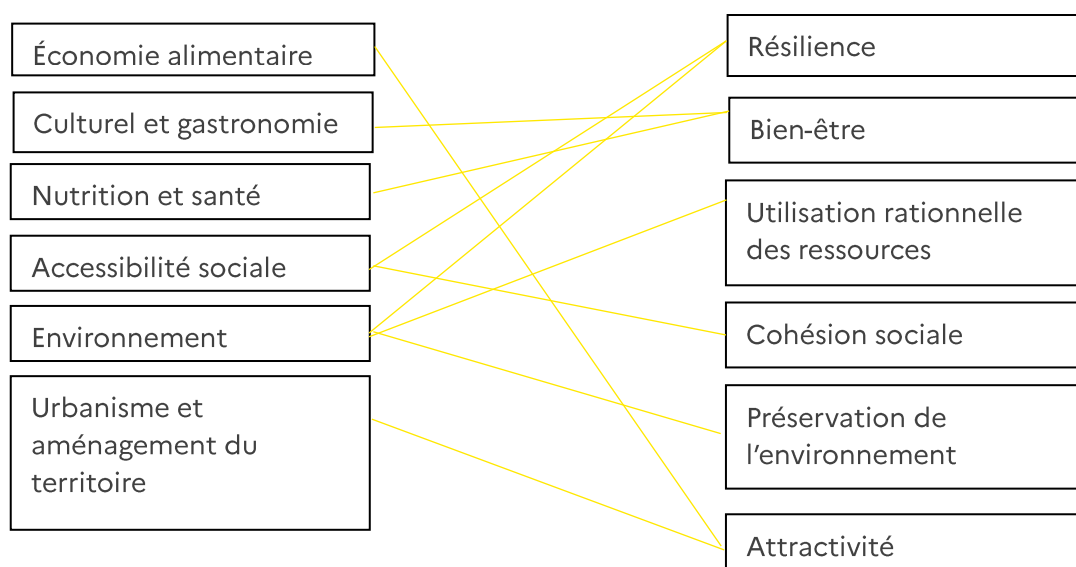 Économie alimentaire
Culturel et gastronomie
Nutrition et santé
Accessibilité sociale
Environnement
Urbanisme et
aménagement du
territoire
Résilience
Bien-être
Utilisation rationnelle
des ressources
Cohésion sociale
Préservation de
l’environnement
Attractivité